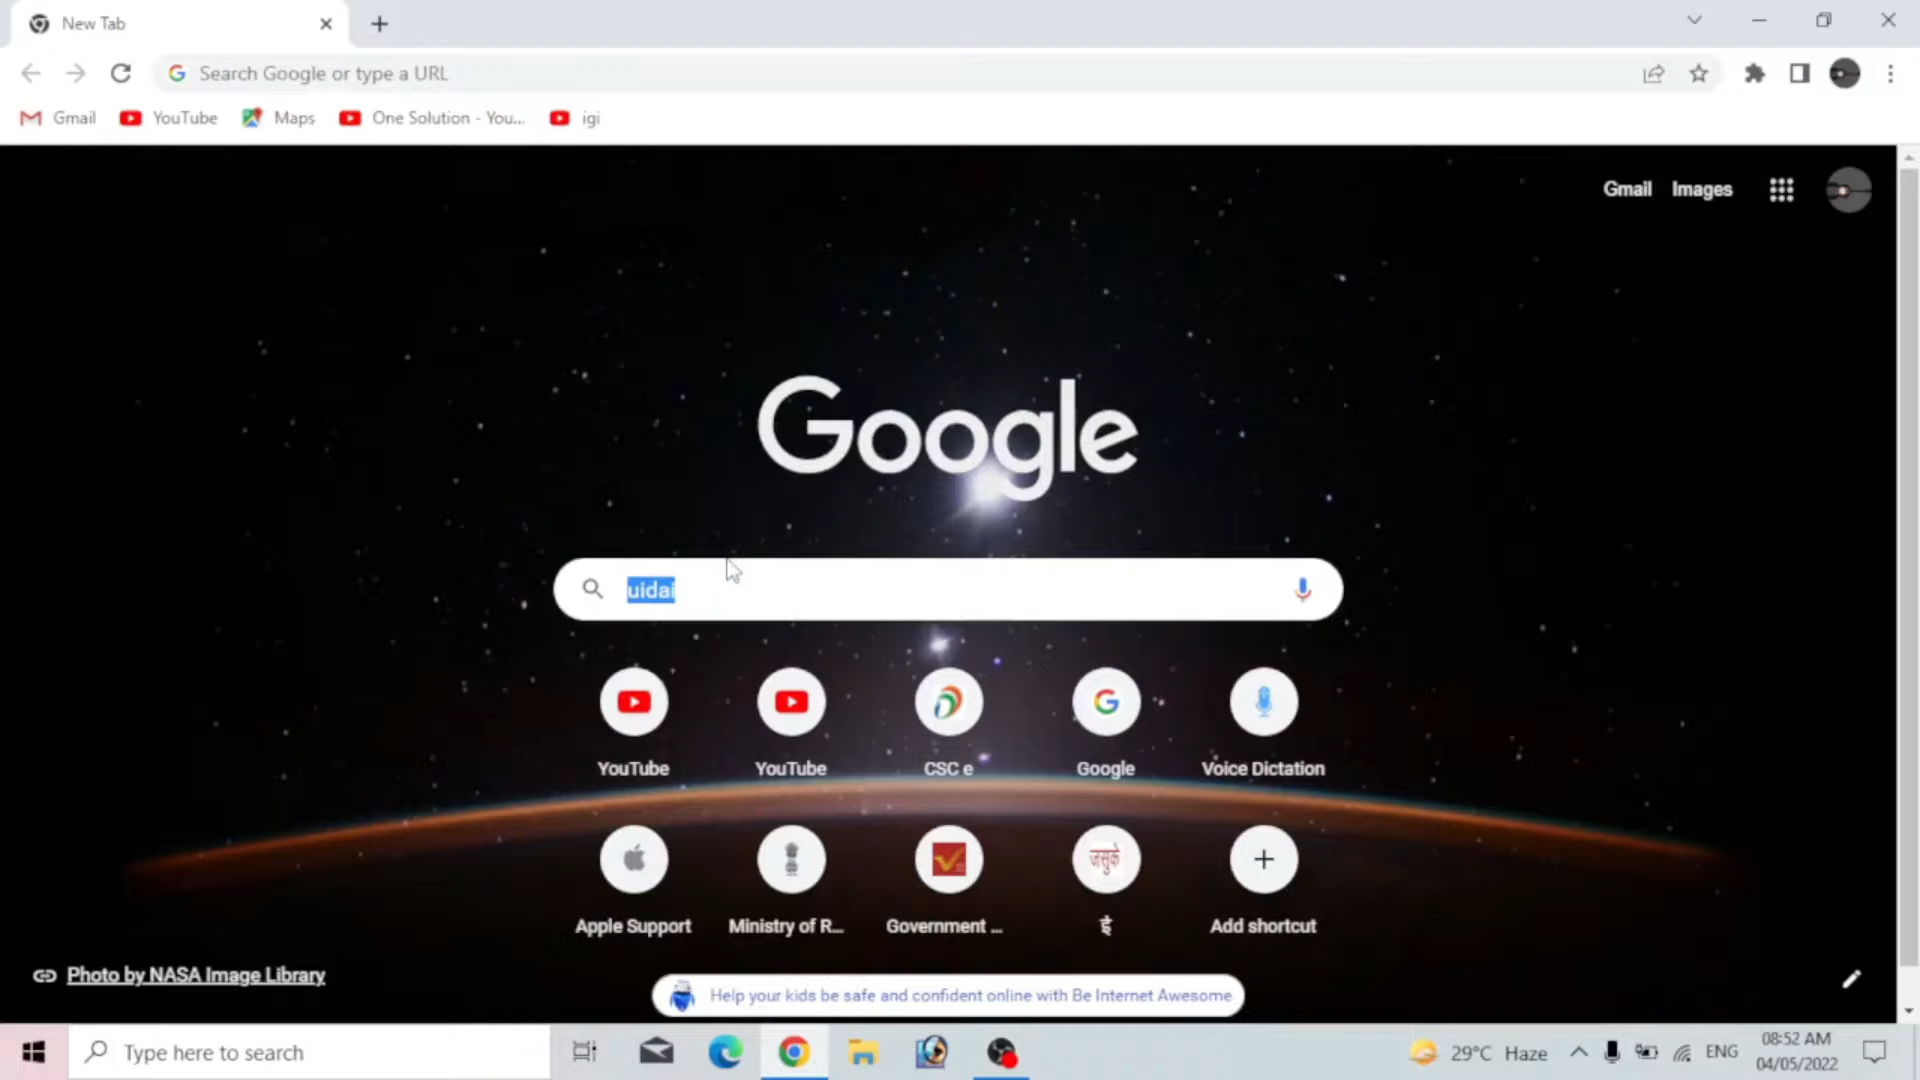 New Tab
Search Google or type a URL
Gmail YouTube Maps One Solution - You... igi
Gmail Images
Google
uidai
YouTube YouTube CSC e Google Voice Dictation
जसुके
Apple Support Ministry of R... Government ... ई Add shortcut
Photo by NASA Image Library
Help your kids be safe and confident online with Be Internet Awesome
Type here to search
29°C Haze ENG 08:52 AM
04/05/2022